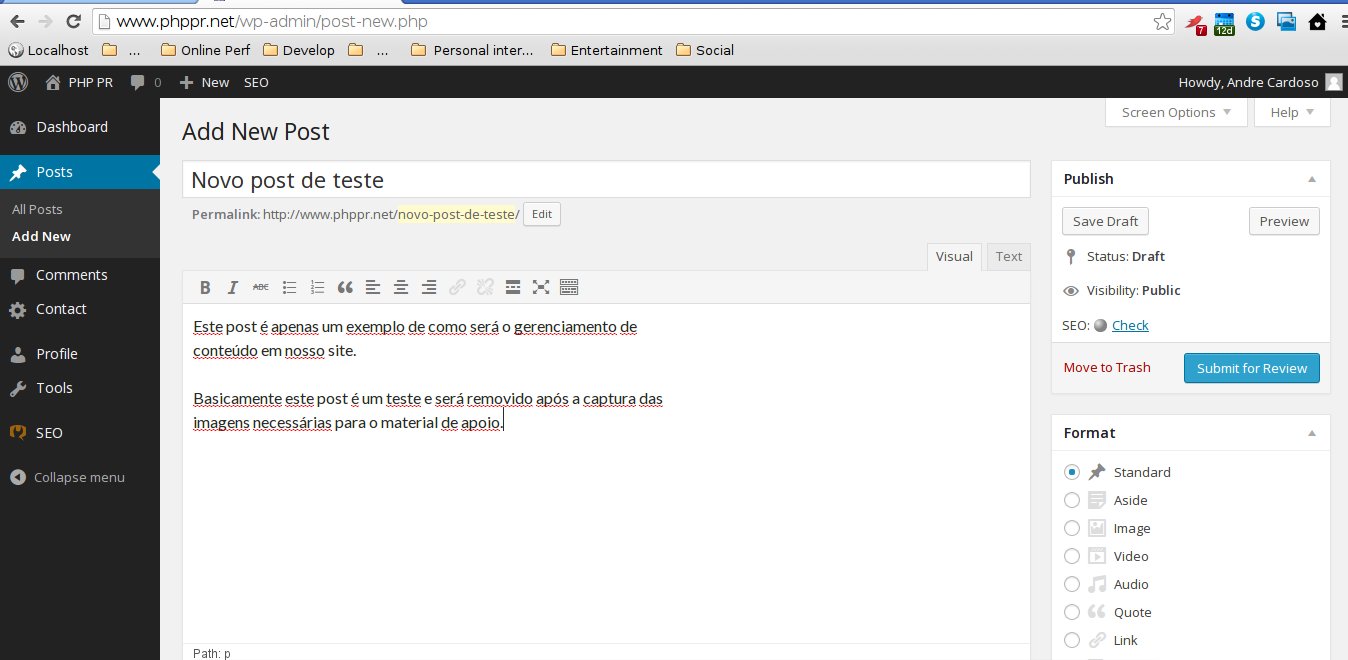 www.phppr.net/wp-admin/post-new.php
7
12d
Localhost ... Online Perf Develop ... Personal inter... Entertainment Social
PHP PR 0 New SEO
Howdy, Andre Cardoso
Dashboard
Posts
All Posts
Add New
Comments
Contact
Profile
Tools
SEO
Collapse menu
Screen Options
Help
Add New Post
Novo post de teste
Permalink: http://www.phppr.net/novo-post-de-teste/ Edit
Visual Text
B I ABC
Este post é apenas um exemplo de como será o gerenciamento de
conteúdo em nosso site.
Basicamente este post é um teste e será removido após a captura das
imagens necessárias para o material de apoio.
Path: p
Publish
Save Draft Preview
Status: Draft
Visibility: Public
SEO: Check
Move to Trash Submit for Review
Format
Standard
Aside
Image
Video
Audio
Quote
Link